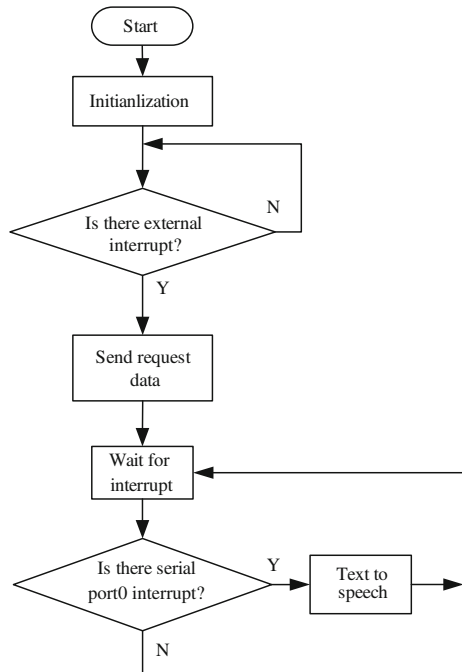 Start
Initianlization
Is there external
interrupt?
N
Y
Send request
data
Wait for
interrupt
Is there serial
port0 interrupt?
Y
Text to
speech
N